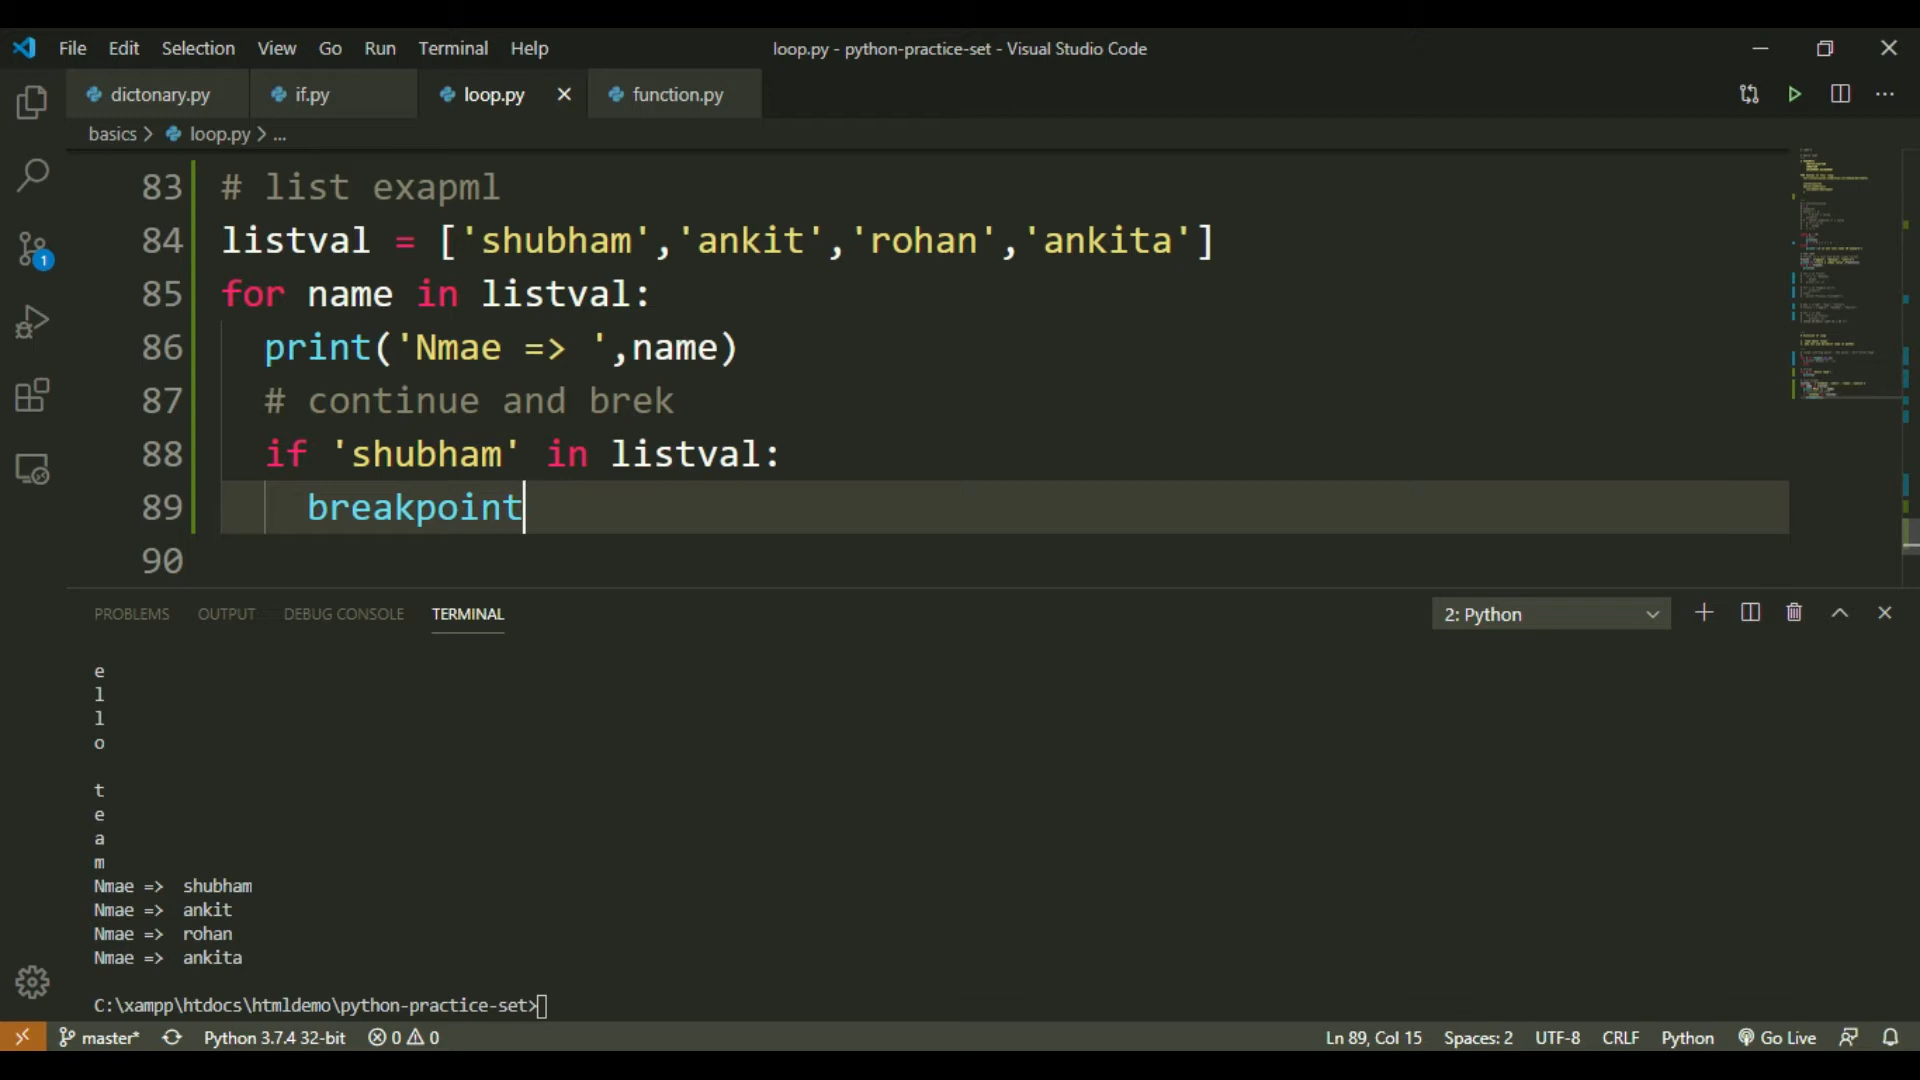 File Edit Selection View Go Run Terminal Help loop.py - python-practice-set - Visual Studio Code
dictonary.py if.py loop.py function.py
basics > loop.py > ...
83 # list exapml
84 listval = ['shubham','ankit','rohan','ankita']
85 for name in listval:
86 print('Nmae => ',name)
87 # continue and brek
88 if 'shubham' in listval:
89 breakpoint
90
1
PROBLEMS OUTPUT DEBUG CONSOLE TERMINAL 2: Python
e
l
l
o
t
e
a
m
Nmae => shubham
Nmae => ankit
Nmae => rohan
Nmae => ankita
C:\xampp\htdocs\htmldemo\python-practice-set>
master* Python 3.7.4 32-bit 0 0 Ln 89, Col 15 Spaces: 2 UTF-8 CRLF Python Go Live